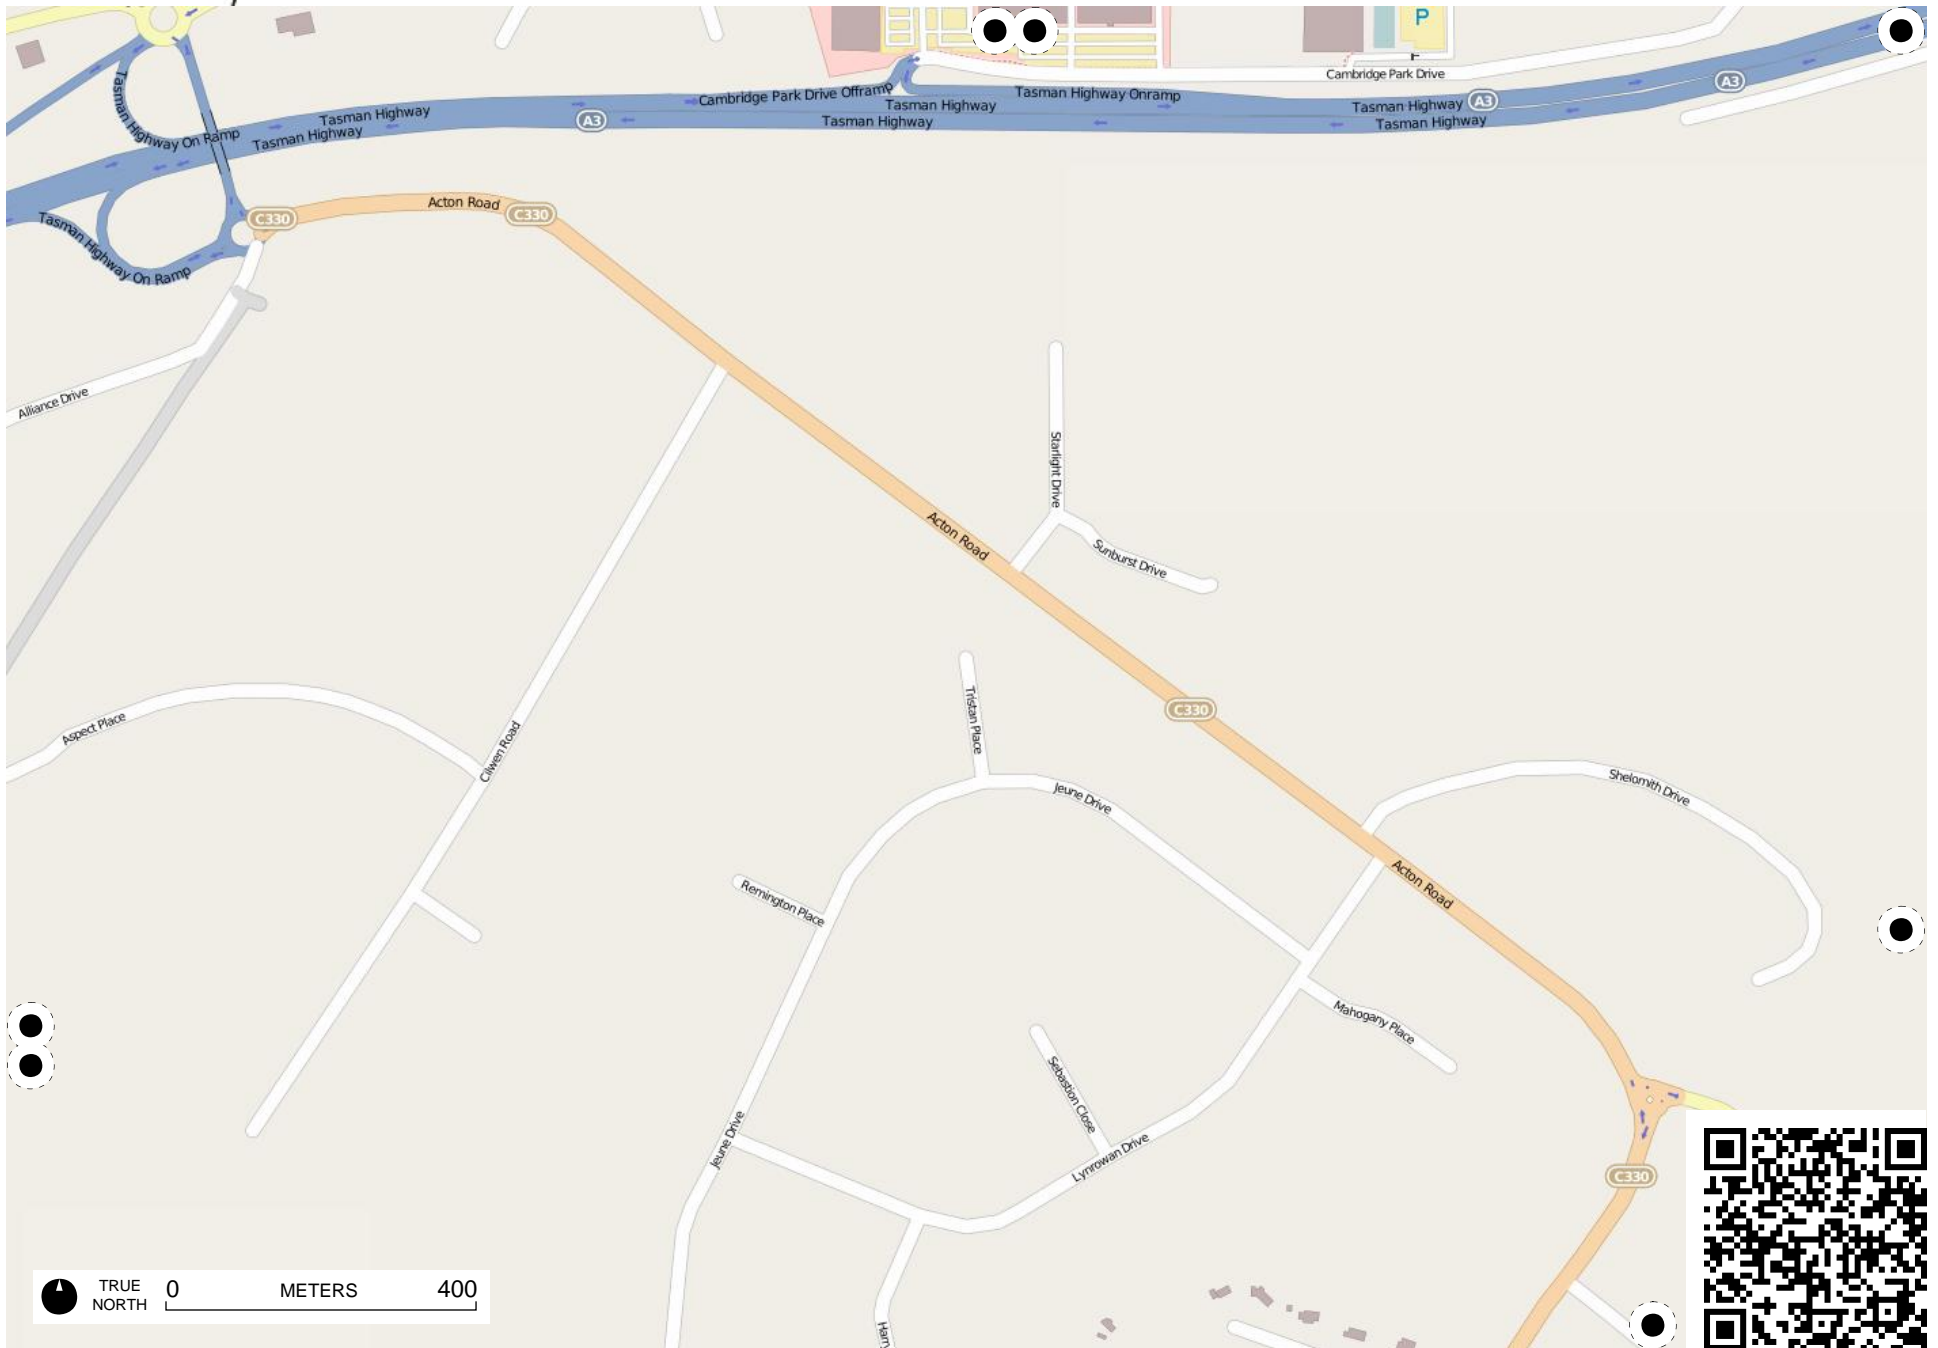 P
Cambridge Park Drive
A3
Cambridge Park Drive Offramp
Tasman Highway Onramp
Tasman Highway
Tasman Highway
Tasman Highway
A3
Tasman Highway On Ramp
Tasman Highway
A3
Tasman Highway
Tasman Highway
Acton Road
C330
C330
Tasman Highway On Ramp
Alliance Drive
Starlight Drive
Acton Road
Sunburst Drive
Tristan Place
C330
Aspect Place
Cilwen Road
Jeune Drive
Shelomith Drive
Acton Road
Remington Place
Mahogany Place
Sebastion Close
Jeune Drive
Lynrowan Drive
C330
TRUE NORTH
0 METERS 400